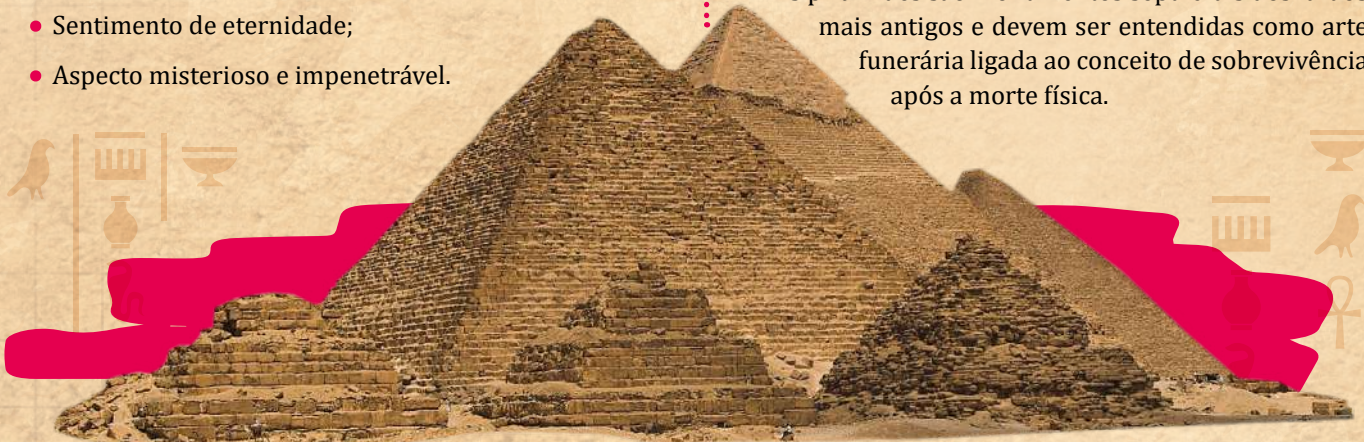 • Sentimento de eternidade;
• Aspecto misterioso e impenetrável.
mais antigos e devem ser entendidas como arte
funerária ligada ao conceito de sobrevivência
após a morte física.